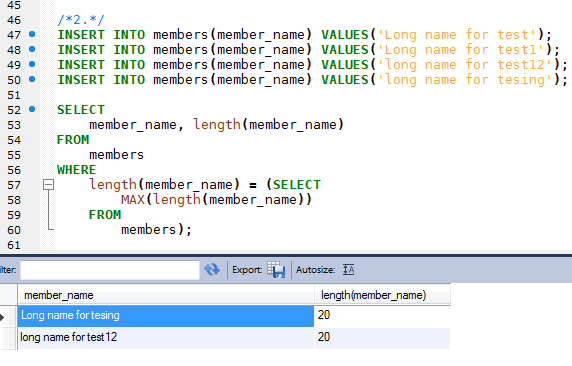 45
46 /*2.*/
47 INSERT INTO members(member_name) VALUES('Long name for test');
48 INSERT INTO members(member_name) VALUES('Long name for test1');
49 INSERT INTO members(member_name) VALUES('long name for test12');
50 INSERT INTO members(member_name) VALUES('long name for tesing');
51
52 SELECT
53 member_name, length(member_name)
54 FROM
55 members
56 WHERE
57 length(member_name) = (SELECT
58 MAX(length(member_name))
59 FROM
60 members);
61
lter: Export: Autosize:
member_name length(member_name)
Long name for tesing 20
long name for test12 20